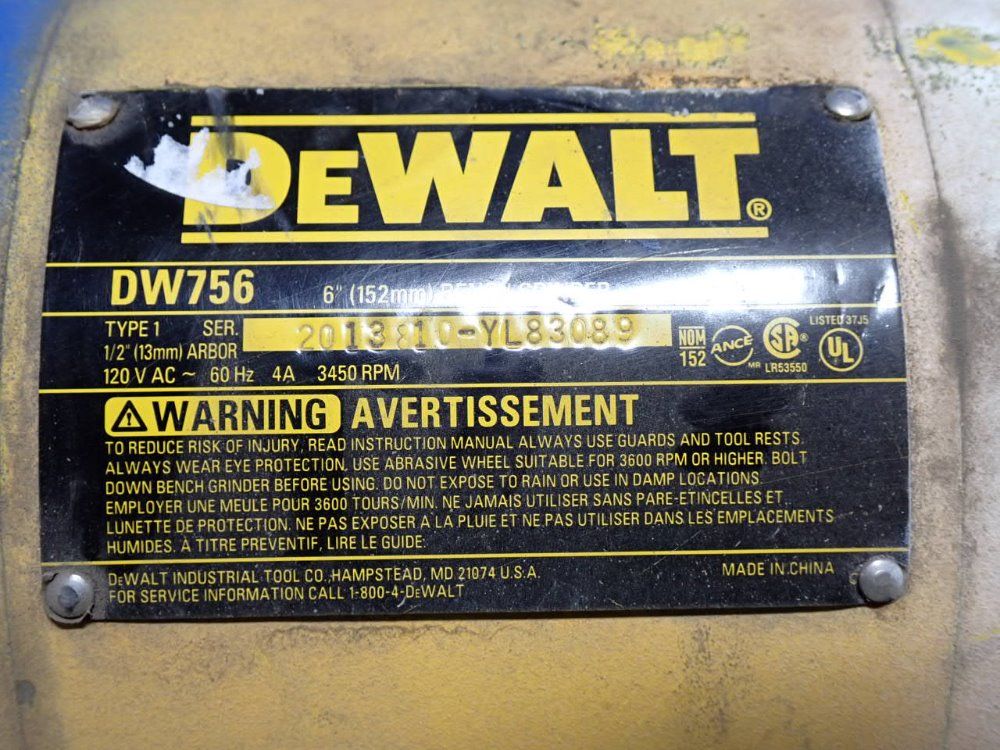 DEWALT®
DW756 6" (152mm) BENCH GRINDER
TYPE 1 SER. 2013 810-YL83089
1/2" (13mm) ARBOR
120 V AC ~ 60 Hz 4A 3450 RPM
NOM 152 ANCE MR SA LR53550 LISTED 37J5 UL
WARNING AVERTISSEMENT
TO REDUCE RISK OF INJURY, READ INSTRUCTION MANUAL ALWAYS USE GUARDS AND TOOL RESTS.
ALWAYS WEAR EYE PROTECTION. USE ABRASIVE WHEEL SUITABLE FOR 3600 RPM OR HIGHER. BOLT
DOWN BENCH GRINDER BEFORE USING. DO NOT EXPOSE TO RAIN OR USE IN DAMP LOCATIONS.
EMPLOYER UNE MEULE POUR 3600 TOURS/MIN. NE JAMAIS UTILISER SANS PARE-ETINCELLES ET
LUNETTE DE PROTECTION. NE PAS EXPOSER A LA PLUIE ET NE PAS UTILISER DANS LES EMPLACEMENTS
HUMIDES. À TITRE PREVENTIF, LIRE LE GUIDE.
DEWALT INDUSTRIAL TOOL CO., HAMPSTEAD, MD 21074 U.S.A. MADE IN CHINA
FOR SERVICE INFORMATION CALL 1-800-4-DEWALT